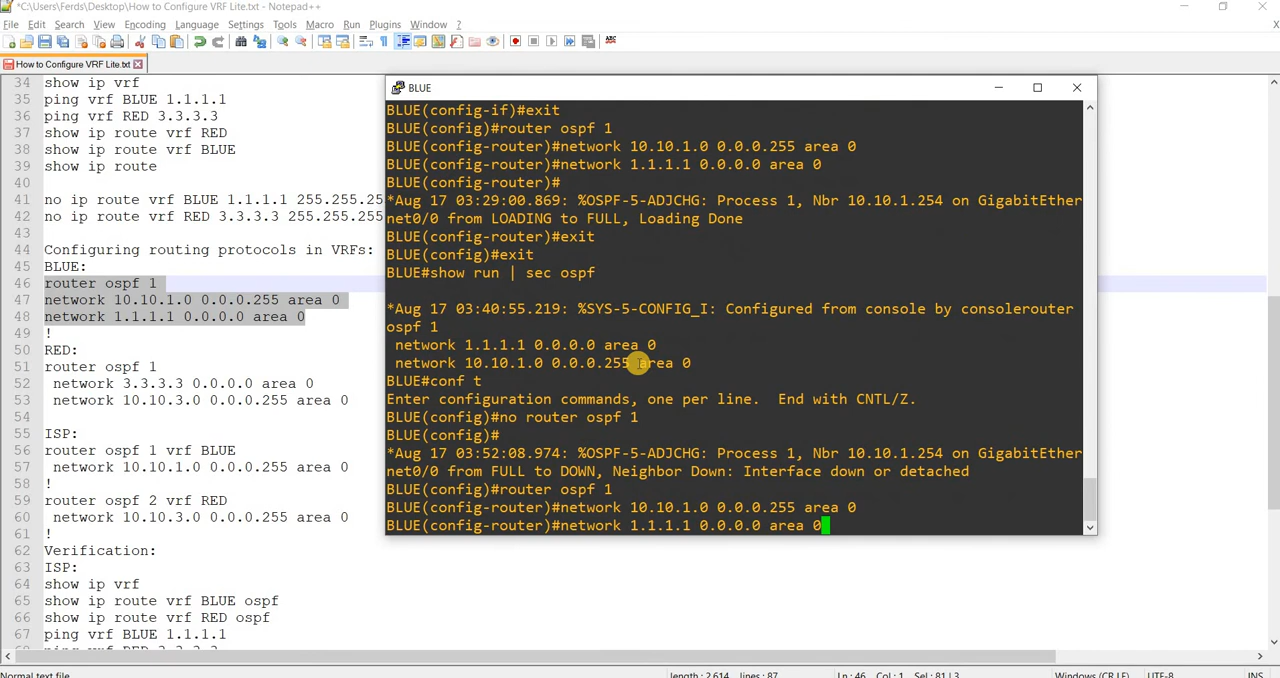 *C:\Users\Ferds\Desktop\How to Configure VRF Lite.txt - Notepad++
File Edit Search View Encoding Language Settings Tools Macro Run Plugins Window ?
X
ABC
How to Configure VRF Lite.txt
34 show ip vrf
35 ping vrf BLUE 1.1.1.1
36 ping vrf RED 3.3.3.3
37 show ip route vrf RED
38 show ip route vrf BLUE
39 show ip route
40
41 no ip route vrf BLUE 1.1.1.1 255.255.25
42 no ip route vrf RED 3.3.3.3 255.255.255
43
44 Configuring routing protocols in VRFs:
45 BLUE:
46 router ospf 1
47 network 10.10.1.0 0.0.0.255 area 0
48 network 1.1.1.1 0.0.0.0 area 0
49 !
50 RED:
51 router ospf 1
52 network 3.3.3.3 0.0.0.0 area 0
53 network 10.10.3.0 0.0.0.255 area 0
54
55 ISP:
56 router ospf 1 vrf BLUE
57 network 10.10.1.0 0.0.0.255 area 0
58 !
59 router ospf 2 vrf RED
60 network 10.10.3.0 0.0.0.255 area 0
61 !
62 Verification:
63 ISP:
64 show ip vrf
65 show ip route vrf BLUE ospf
66 show ip route vrf RED ospf
67 ping vrf BLUE 1.1.1.1
BLUE
BLUE(config-if)#exit
BLUE(config)#router ospf 1
BLUE(config-router)#network 10.10.1.0 0.0.0.255 area 0
BLUE(config-router)#network 1.1.1.1 0.0.0.0 area 0
BLUE(config-router)#
*Aug 17 03:29:00.869: %OSPF-5-ADJCHG: Process 1, Nbr 10.10.1.254 on GigabitEther
net0/0 from LOADING to FULL, Loading Done
BLUE(config-router)#exit
BLUE(config)#exit
BLUE#show run | sec ospf
*Aug 17 03:40:55.219: %SYS-5-CONFIG_I: Configured from console by consolerouter
ospf 1
network 1.1.1.1 0.0.0.0 area 0
network 10.10.1.0 0.0.0.255 area 0
BLUE#conf t
Enter configuration commands, one per line. End with CNTL/Z.
BLUE(config)#no router ospf 1
BLUE(config)#
*Aug 17 03:52:08.974: %OSPF-5-ADJCHG: Process 1, Nbr 10.10.1.254 on GigabitEther
net0/0 from FULL to DOWN, Neighbor Down: Interface down or detached
BLUE(config)#router ospf 1
BLUE(config-router)#network 10.10.1.0 0.0.0.255 area 0
BLUE(config-router)#network 1.1.1.1 0.0.0.0 area 0
Normal text file length : 2,614 lines : 87 Ln : 46 Col : 1 Sel : 81 | 3 Windows (CR LF) UTF-8 INS